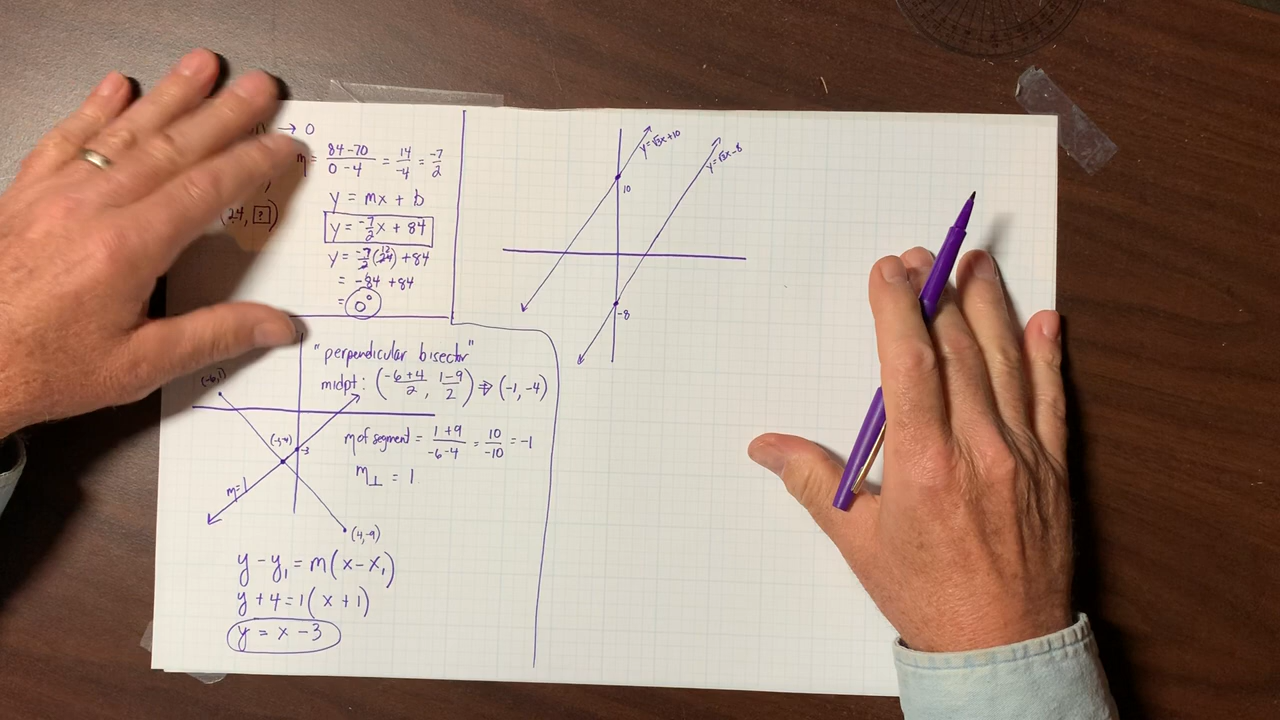 → 0
m = 84-70 / 0-4 = 14 / -4 = -7 / 2
y = mx + b
(24, ?)
y = -7/2 x + 84
y = -7/2 (24) + 84
12
= -84 + 84
= 0°
"perpendicular bisector"
midpt: (-6+4 / 2, 1-9 / 2) ⇒ (-1, -4)
(-6,1)
m of segment = 1+9 / -6-4 = 10 / -10 = -1
(-1,-4)
-3
m⊥ = 1
m=1
(4,-9)
y - y₁ = m(x - x₁)
y + 4 = 1(x + 1)
y = x - 3
y=√3x+10
y=√3x-8
10
-8